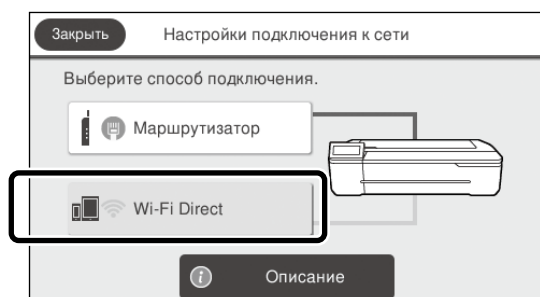 Закрыть Настройки подключения к сети
Выберите способ подключения.
Маршрутизатор
Wi-Fi Direct
i Описание